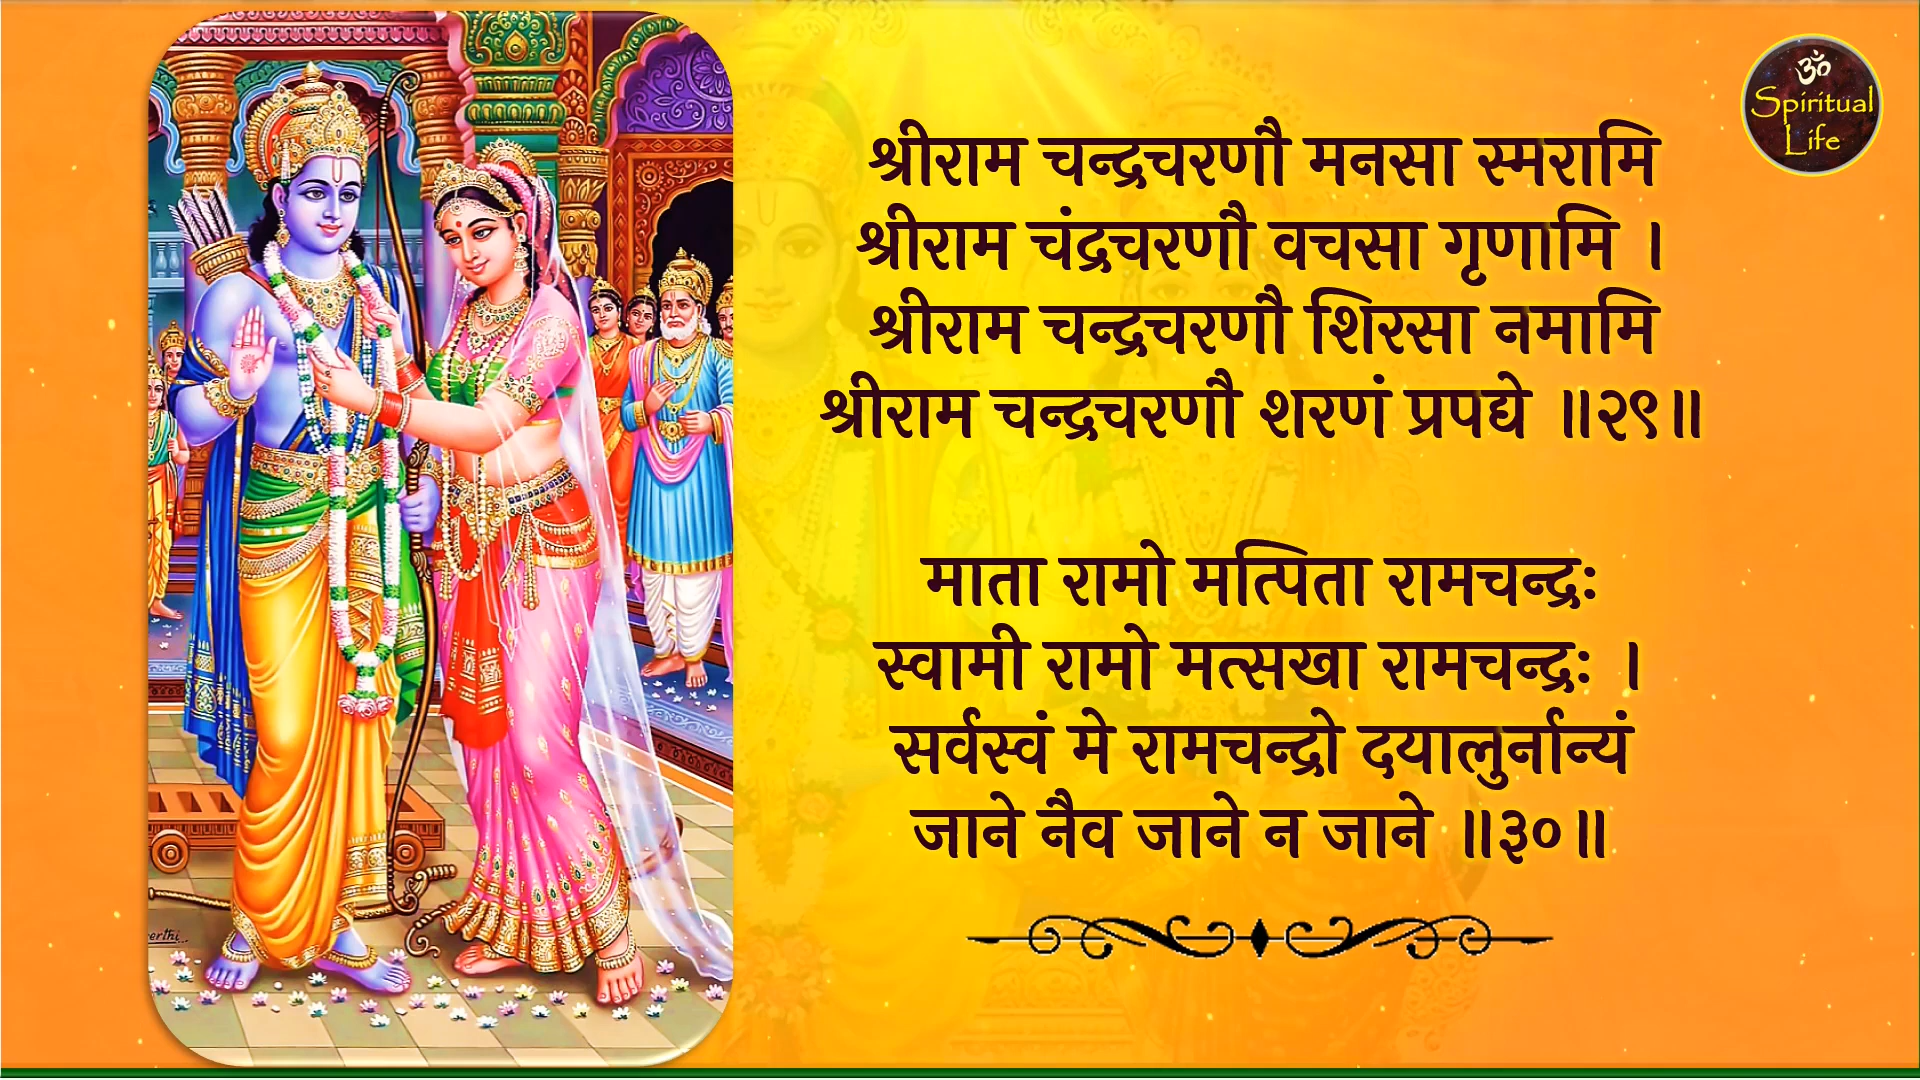 श्रीराम चन्द्रचरणौ मनसा स्मरामि
श्रीराम चंद्रचरणौ वचसा गृणामि ।
श्रीराम चन्द्रचरणौ शिरसा नमामि
श्रीराम चन्द्रचरणौ शरणं प्रपद्ये ॥२९॥
माता रामो मत्पिता रामचन्द्रः
स्वामी रामो मत्सखा रामचन्द्रः ।
सर्वस्वं मे रामचन्द्रो दयालुर्नान्यं
जाने नैव जाने न जाने ॥३०॥
ॐ
Spiritual
Life